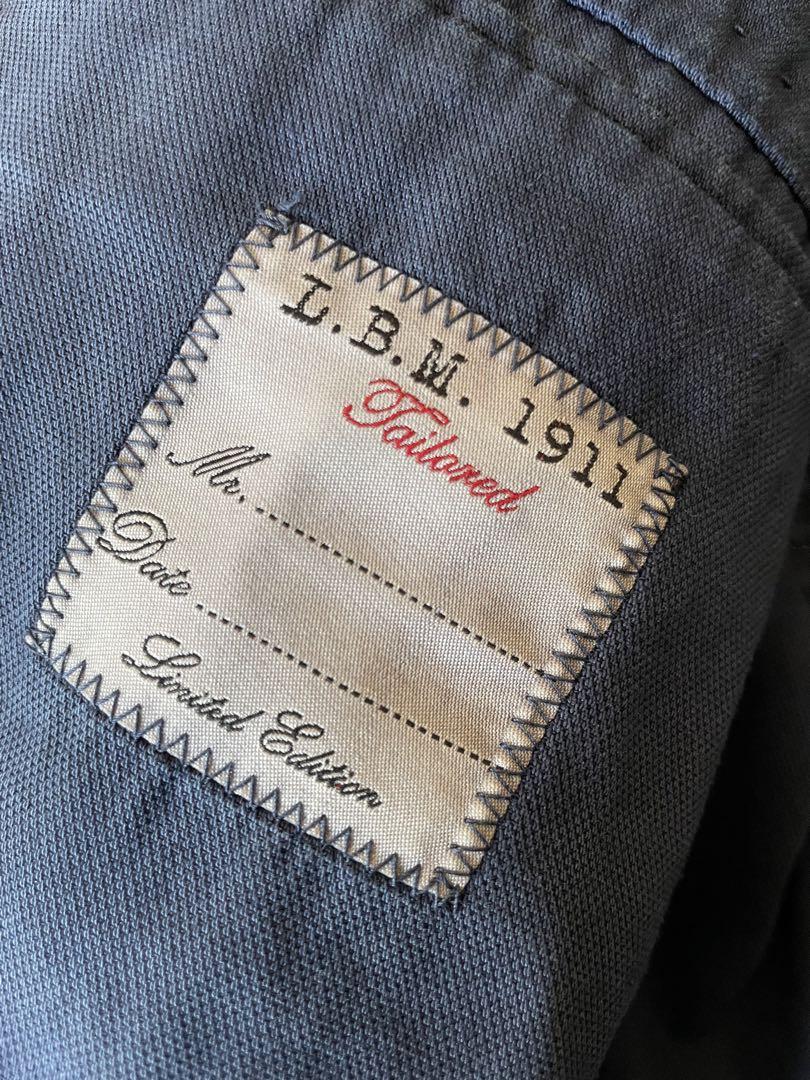 L.B.M. 1911
Tailored
Mr. ..............................
Date ..............................
Limited Edition